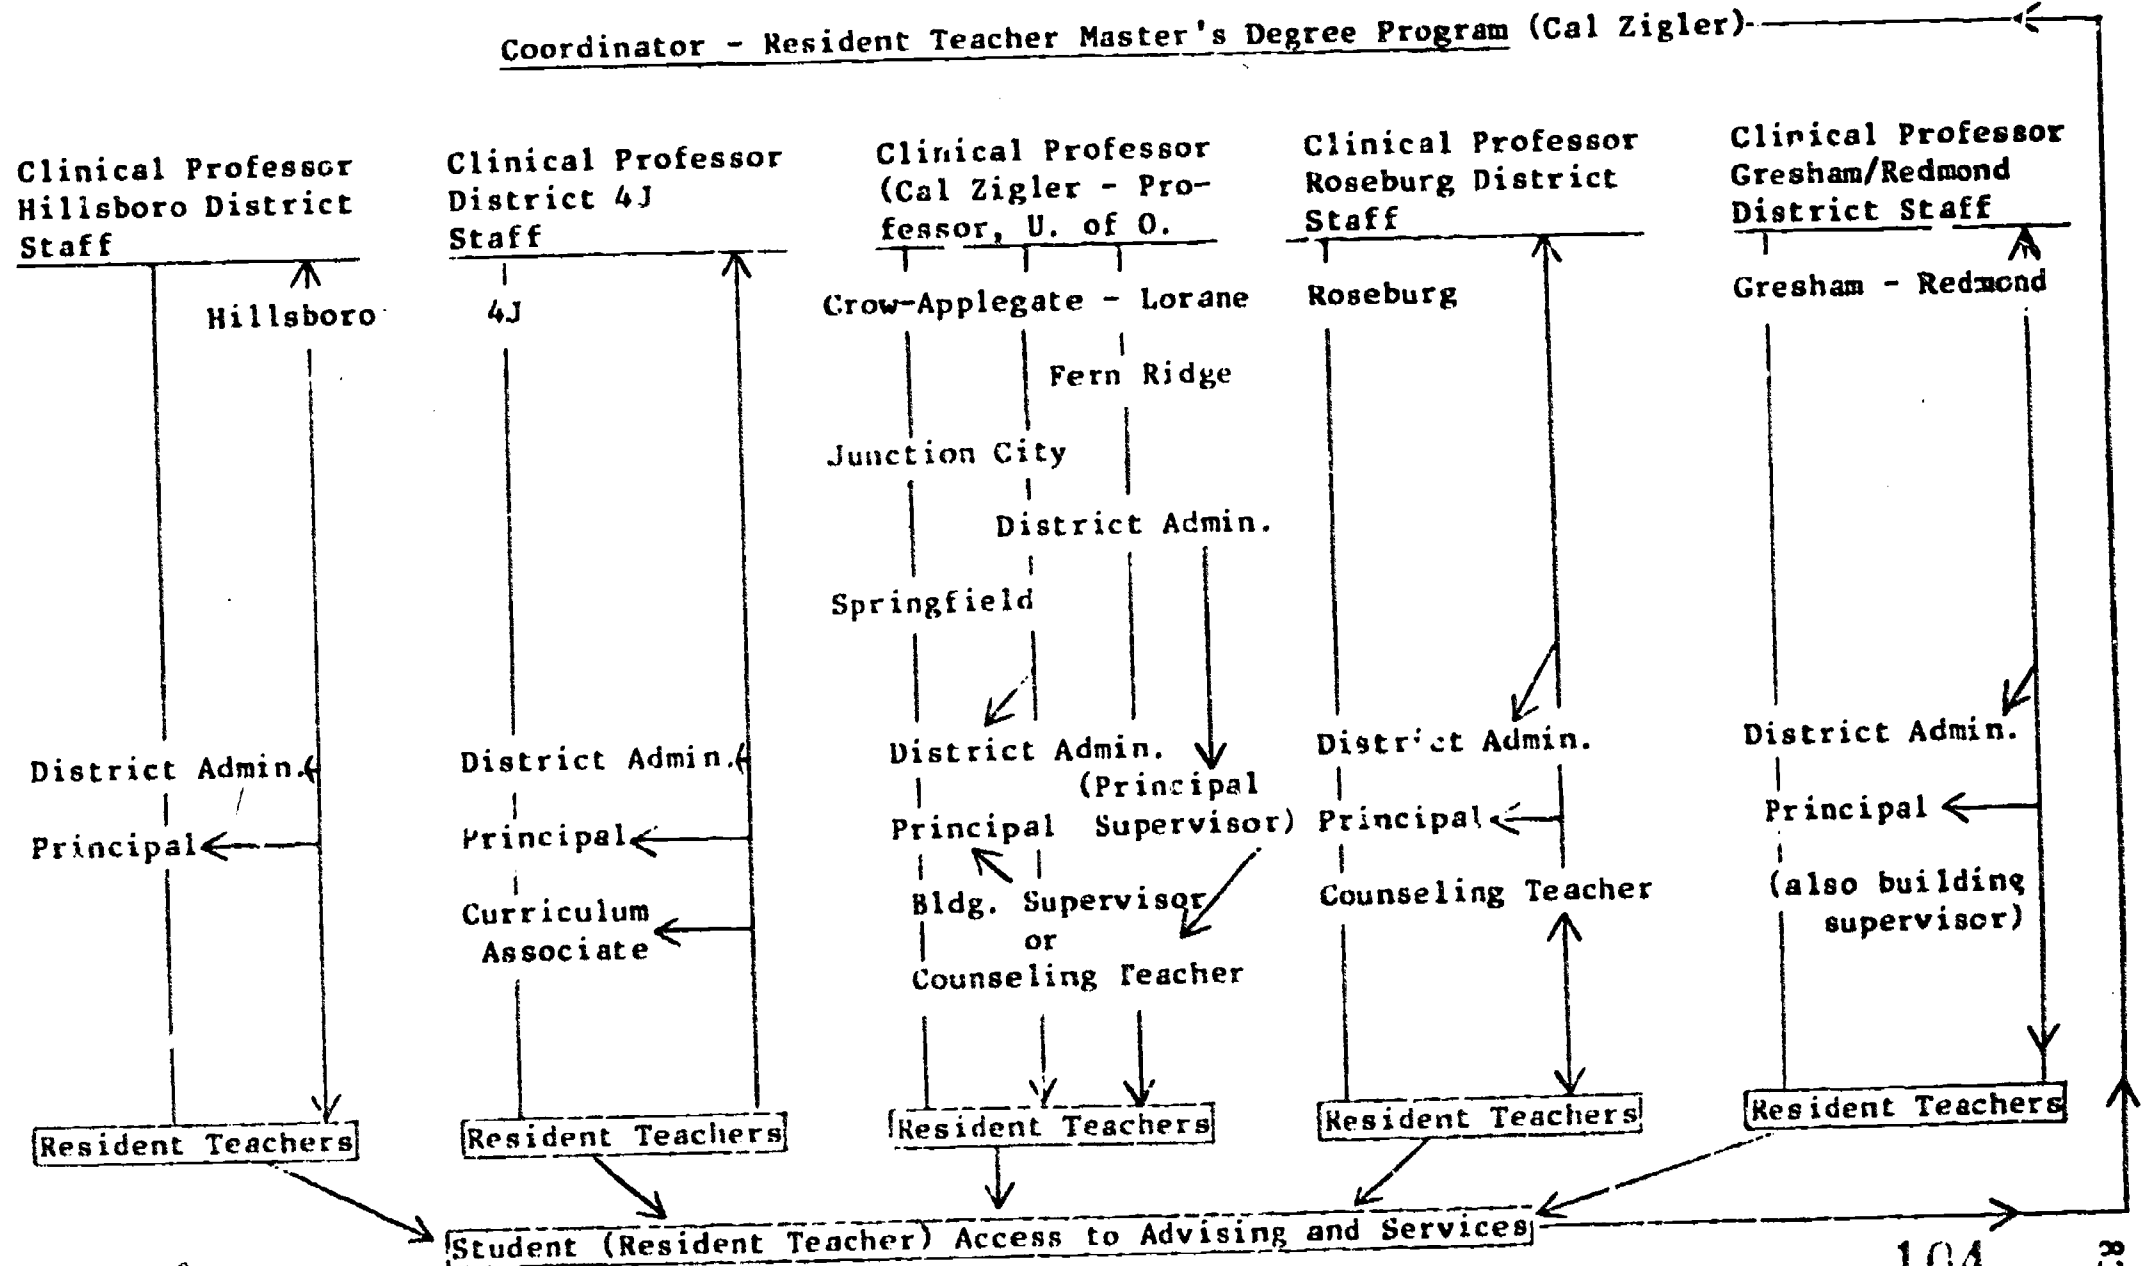 Coordinator - Resident Teacher Master's Degree Program (Cal Zigler)
Clinical Professor
Hillsboro District
Staff
Hillsboro
District Admin.
Principal
Resident Teachers
Clinical Professor
District 4J
Staff
4J
District Admin.
Principal
Curriculum
Associate
Resident Teachers
Clinical Professor
(Cal Zigler - Pro-
fessor, U. of O.
Crow-Applegate - Lorane
Fern Ridge
Junction City
District Admin.
Springfield
District Admin.
(Principal
Principal Supervisor)
Bldg. Supervisor
or
Counseling Teacher
Resident Teachers
Clinical Professor
Roseburg District
Staff
Roseburg
District Admin.
Principal
Counseling Teacher
Resident Teachers
Clinical Professor
Gresham/Redmond
District Staff
Gresham - Redmond
District Admin.
Principal
(also building
supervisor)
Resident Teachers
Student (Resident Teacher) Access to Advising and Services
104